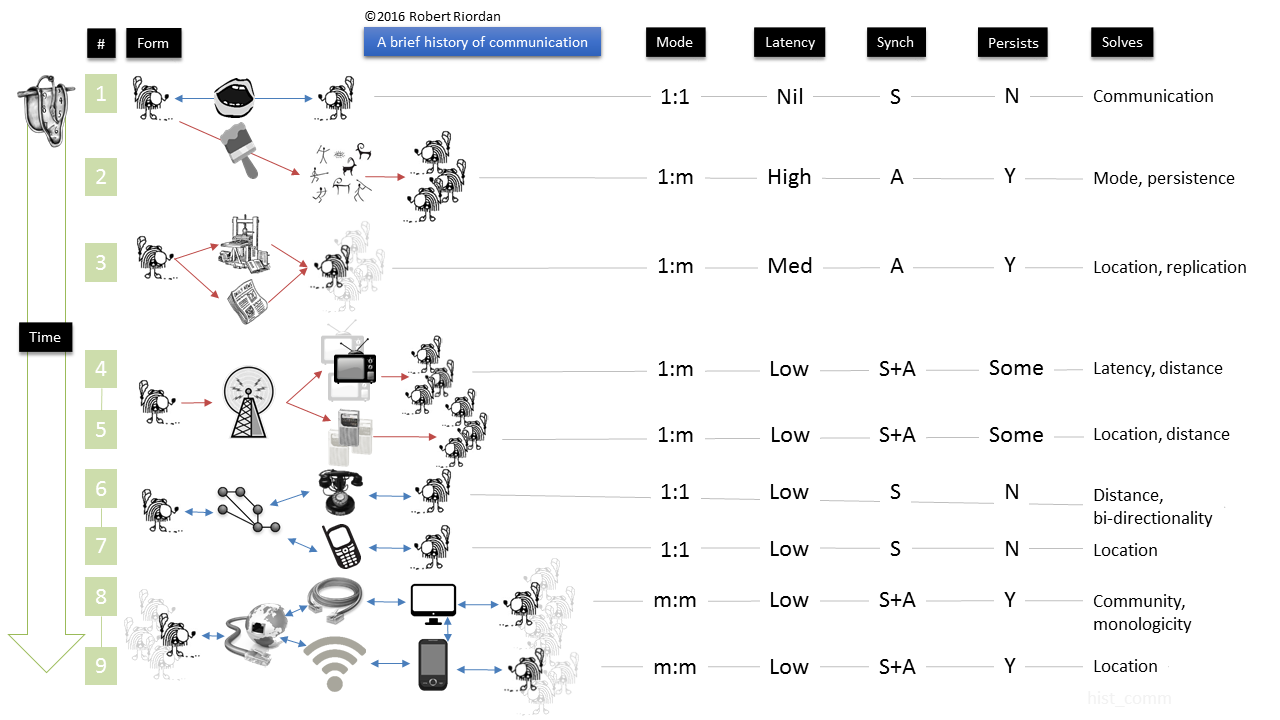 ©2016 Robert Riordan
# Form A brief history of communication Mode Latency Synch Persists Solves
1 1:1 Nil S N Communication
2 1:m High A Y Mode, persistence
3 1:m Med A Y Location, replication
Time
4 1:m Low S+A Some Latency, distance
5 1:m Low S+A Some Location, distance
6 1:1 Low S N Distance,
bi-directionality
7 1:1 Low S N Location
8 m:m Low S+A Y Community,
monologicity
9 m:m Low S+A Y Location
hist_comm